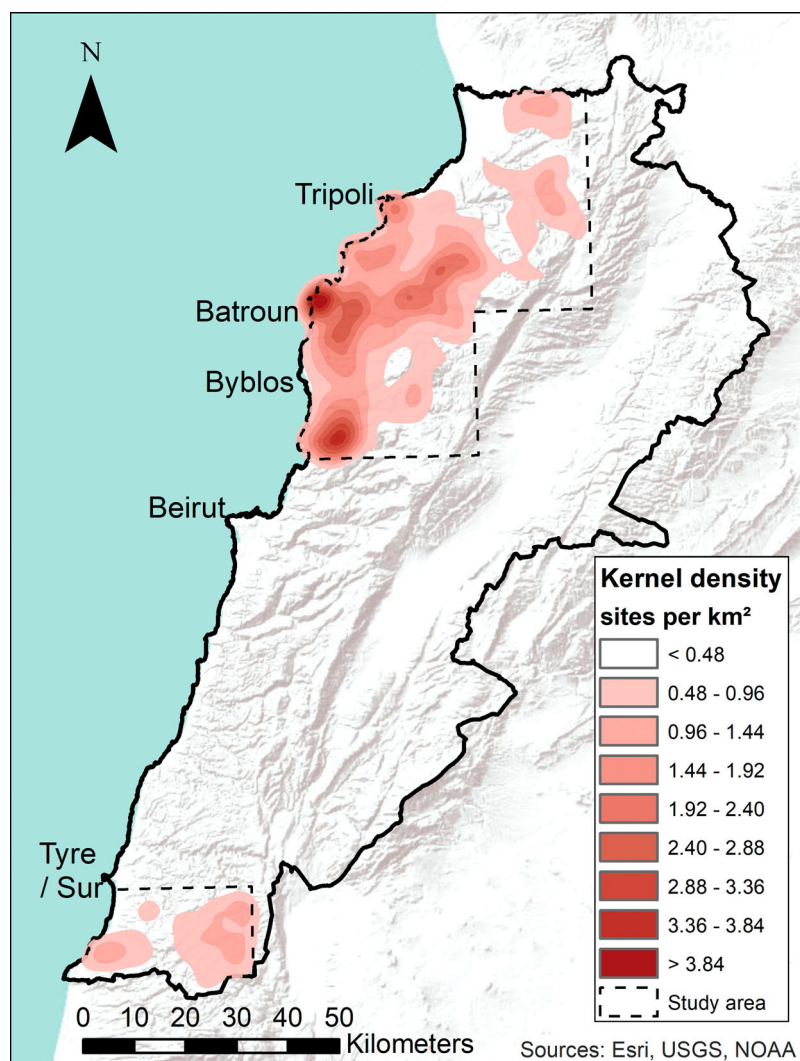 N
Tripoli
Batroun
Byblos
Beirut
Tyre
/ Sur
Kernel density
sites per km²
< 0.48
0.48 - 0.96
0.96 - 1.44
1.44 - 1.92
1.92 - 2.40
2.40 - 2.88
2.88 - 3.36
3.36 - 3.84
> 3.84
Study area
0 10 20 30 40 50
Kilometers
Sources: Esri, USGS, NOAA